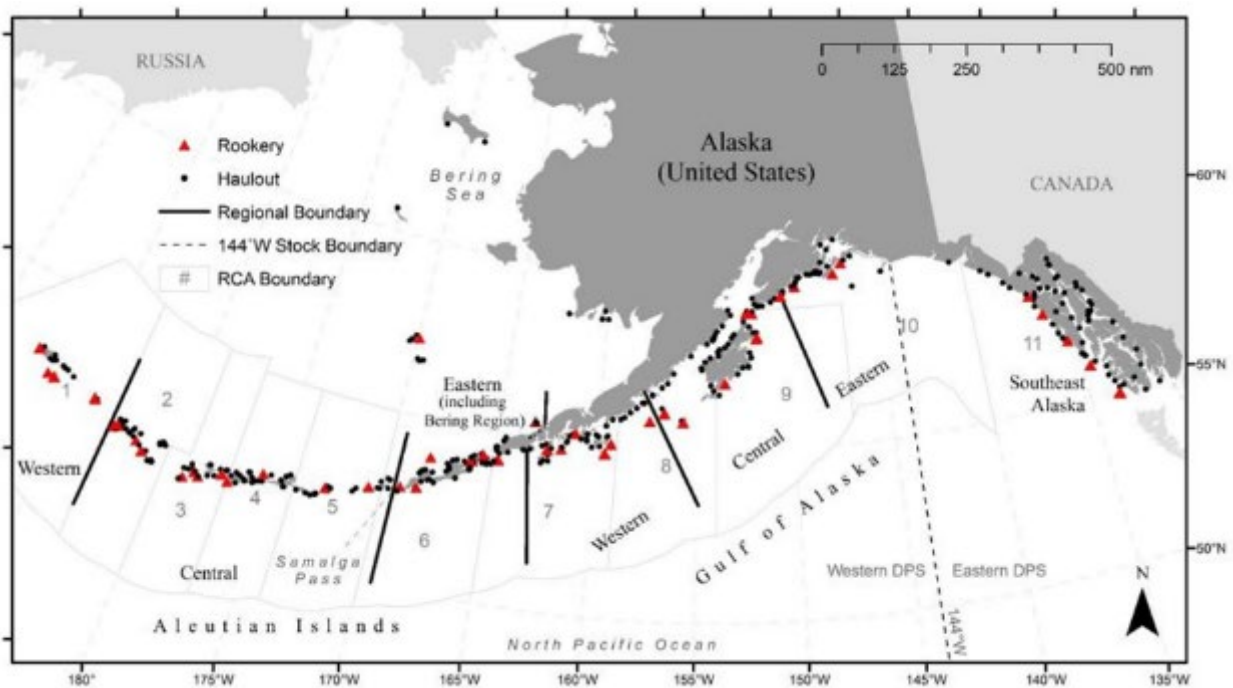 RUSSIA
Rookery
Haulout
Regional Boundary
144°W Stock Boundary
# RCA Boundary
Bering
Sea
Alaska
(United States)
0 125 250 500 nm
CANADA
60°N
55°N
50°N
1
2
3
4
5
6
7
8
9
10
11
Western
Central
Samalga
Pass
Eastern
(including
Bering Region)
Western
Central
Eastern
Southeast
Alaska
Gulf of Alaska
Western DPS
Eastern DPS
144°W
N
Aleutian Islands
North Pacific Ocean
180° 175°W 170°W 165°W 160°W 155°W 150°W 145°W 140°W 135°W